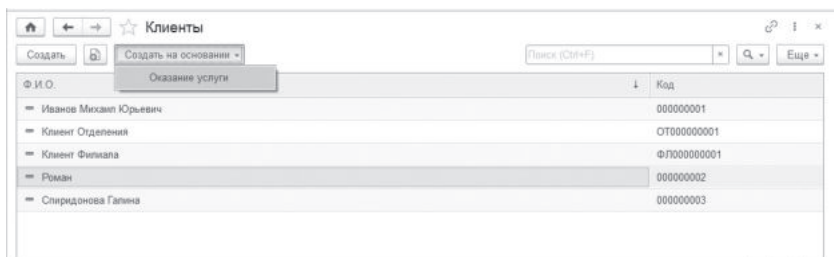 Клиенты
Создать Создать на основании Поиск (Ctrl+F) × Еще
Оказание услуги
Ф.И.О. ↓ Код
Иванов Михаил Юрьевич 000000001
Клиент Отделения ОТ000000001
Клиент Филиала ФЛ000000001
Роман 000000002
Спиридонова Галина 000000003